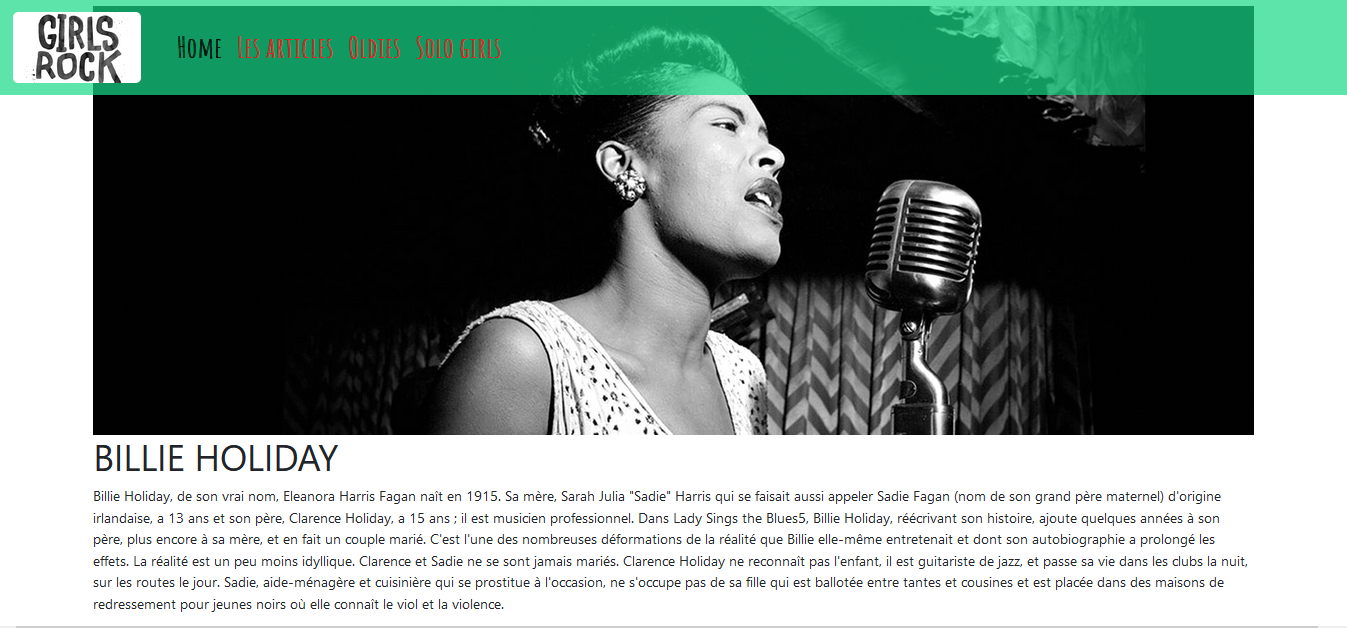 GIRLS
ROCK
Home Les articles Oldies Solo girls
BILLIE HOLIDAY
Billie Holiday, de son vrai nom, Eleanora Harris Fagan naît en 1915. Sa mère, Sarah Julia "Sadie" Harris qui se faisait aussi appeler Sadie Fagan (nom de son grand père maternel) d'origine
irlandaise, a 13 ans et son père, Clarence Holiday, a 15 ans ; il est musicien professionnel. Dans Lady Sings the Blues5, Billie Holiday, réécrivant son histoire, ajoute quelques années à son
père, plus encore à sa mère, et en fait un couple marié. C'est l'une des nombreuses déformations de la réalité que Billie elle-même entretenait et dont son autobiographie a prolongé les
effets. La réalité est un peu moins idyllique. Clarence et Sadie ne se sont jamais mariés. Clarence Holiday ne reconnaît pas l'enfant, il est guitariste de jazz, et passe sa vie dans les clubs la nuit,
sur les routes le jour. Sadie, aide-ménagère et cuisinière qui se prostitue à l'occasion, ne s'occupe pas de sa fille qui est ballotée entre tantes et cousines et est placée dans des maisons de
redressement pour jeunes noirs où elle connaît le viol et la violence.